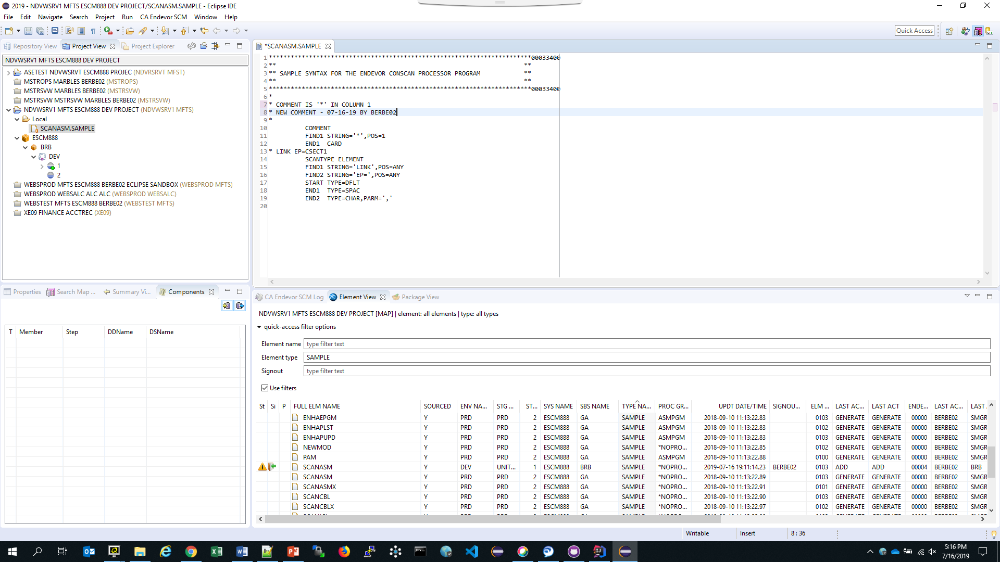 2019 - NDVWSRV1 MFTS ESCM888 DEV PROJECT/SCANASM.SAMPLE - Eclipse IDE
File Edit Navigate Search Project Run CA Endevor SCM Window Help
Quick Access
Repository View Project View Project Explorer
NDVWSRV1 MFTS ESCM888 DEV PROJECT
ASETEST NDVWSRVT ESCM888 PROJEC (NDVRSRVT MFST)
MSTROPS MARBLES BERBE02 (MSTROPS)
MSTRSVW MARBLES BERBE02 (MSTRSVW)
MSTRSVW MSTRSVW MARBLES BERBE02 (MSTRSVW)
NDVWSRV1 MFTS ESCM888 DEV PROJECT (NDVWSRV1 MFTS)
Local
SCANASM.SAMPLE
ESCM888
BRB
DEV
1
2
WEBSPROD MFTS ESCM888 BERBE02 ECLIPSE SANDBOX (WEBSPROD MFTS)
WEBSPROD WEBSALC ALC ALC (WEBSPROD WEBSALC)
WEBSTEST MFTS ESCM888 BERBE02 (WEBSTEST MFTS)
XE09 FINANCE ACCTREC (XE09)
*SCANASM.SAMPLE
1 ************************************************************************00033400
2 ** **
3 ** SAMPLE SYNTAX FOR THE ENDEVOR CONSCAN PROCESSOR PROGRAM **
4 ** **
5 ************************************************************************00033400
6 *
7 * COMMENT IS '*' IN COLUMN 1
8 * NEW COMMENT - 07-16-19 BY BERBE02
9 *
10 COMMENT
11 FIND1 STRING='*',POS=1
12 END1 CARD
13 * LINK EP=CSECT1
14 SCANTYPE ELEMENT
15 FIND1 STRING='LINK',POS=ANY
16 FIND2 STRING='EP=',POS=ANY
17 START TYPE=DFLT
18 END1 TYPE=SPAC
19 END2 TYPE=CHAR,PARM=','
20
Properties Search Map ... Summary Vi... Components
T Member Step DDName DSName
CA Endevor SCM Log Element View Package View
NDVWSRV1 MFTS ESCM888 DEV PROJECT [MAP] | element: all elements | type: all types
quick-access filter options
Element name type filter text
Element type SAMPLE
Signout type filter text
Use filters
St Si P FULL ELM NAME SOURCED ENV NA... STG ... ST... SYS NAME SBS NAME TYPE NA... PROC GR... UPDT DATE/TIME SIGNOU... ELM ... LAST AC... LAST ACT ENDE... LAST AC... LAST
ENHAEPGM Y PRD PRD 2 ESCM888 GA SAMPLE ASMPGM 2018-09-10 11:13:22.83 0103 GENERATE GENERATE 00000 BERBE02 SMGR
ENHAPLST Y PRD PRD 2 ESCM888 GA SAMPLE ASMPGM 2018-09-10 11:13:22.83 0102 GENERATE GENERATE 00000 BERBE02 SMGR
ENHAPUPD Y PRD PRD 2 ESCM888 GA SAMPLE ASMPGM 2018-09-10 11:13:22.83 0103 GENERATE GENERATE 00000 BERBE02 SMGR
NEWMOD Y PRD PRD 2 ESCM888 GA SAMPLE *NOPRO... 2018-09-10 11:13:22.85 0102 GENERATE GENERATE 00000 BERBE02 SMGR
PAM Y PRD PRD 2 ESCM888 GA SAMPLE ASMPGM 2018-09-10 11:13:22.88 0100 GENERATE GENERATE 00000 BERBE02 SMGR
SCANASM Y DEV UNIT... 1 ESCM888 BRB SAMPLE *NOPRO... 2019-07-16 19:11:14.23 BERBE02 0103 ADD ADD 00004 BERBE02 BRB
SCANASM Y PRD PRD 2 ESCM888 GA SAMPLE *NOPRO... 2018-09-10 11:13:22.89 0103 GENERATE GENERATE 00000 BERBE02 SMGR
SCANASMX Y PRD PRD 2 ESCM888 GA SAMPLE *NOPRO... 2018-09-10 11:13:22.91 0101 GENERATE GENERATE 00000 BERBE02 SMGR
SCANCBL Y PRD PRD 2 ESCM888 GA SAMPLE *NOPRO... 2018-09-10 11:13:22.90 0103 GENERATE GENERATE 00000 BERBE02 SMGR
SCANCBLX Y PRD PRD 2 ESCM888 GA SAMPLE *NOPRO... 2018-09-10 11:13:22.97 0102 GENERATE GENERATE 00000 BERBE02 SMGR
Writable Insert 8 : 36
5:16 PM
7/16/2019